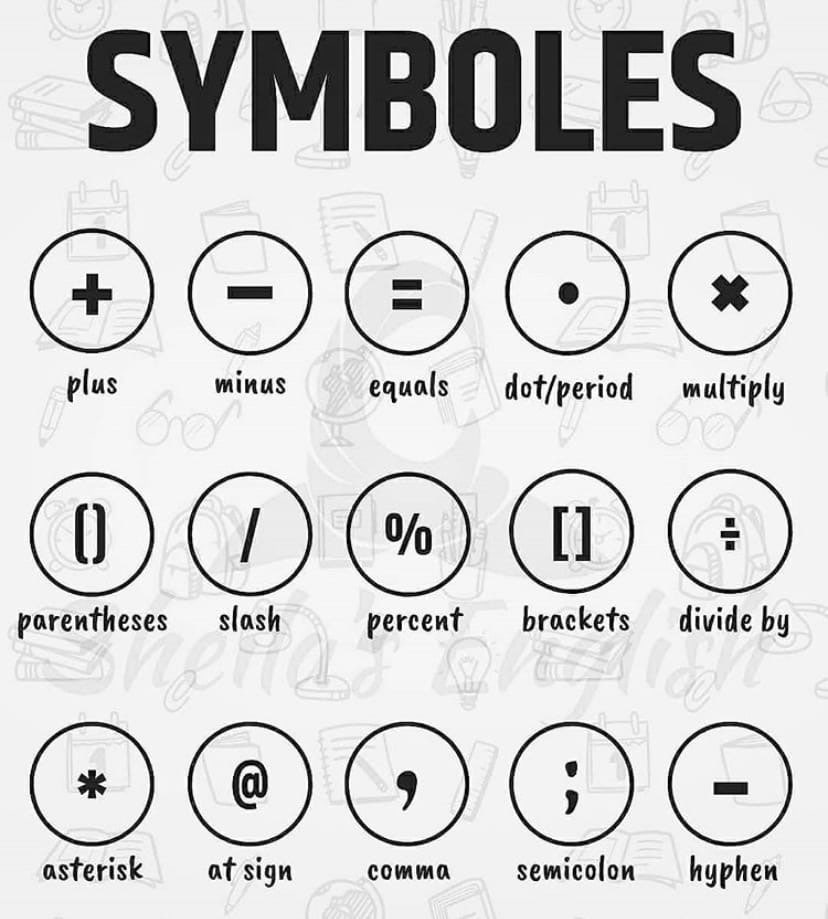 SYMBOLES
+ − = • ×
plus minus equals dot/period multiply
() / % [] ÷
parentheses slash percent brackets divide by
Sheila's English
* @ , ; -
asterisk at sign comma semicolon hyphen